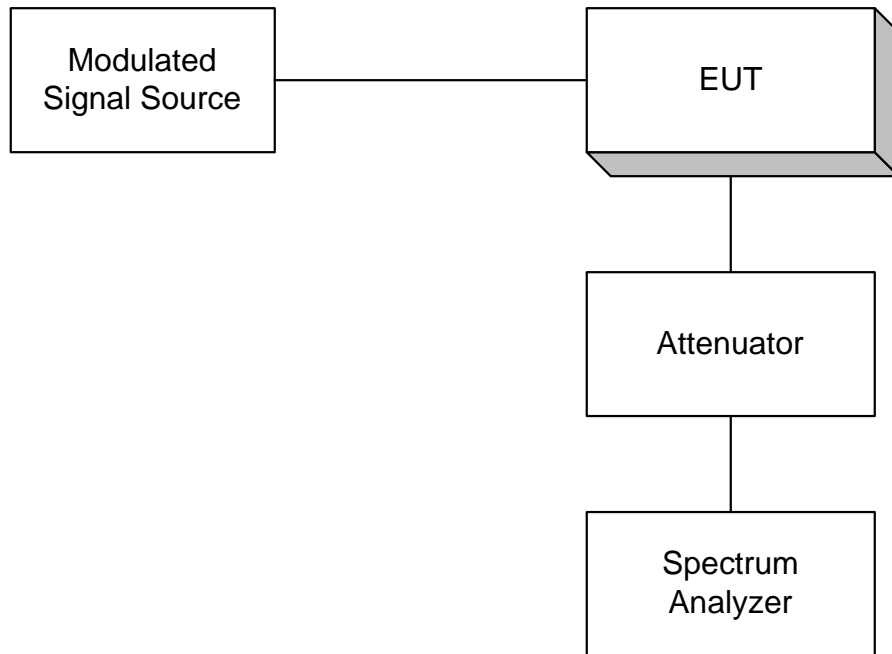 Modulated
Signal Source
EUT
Attenuator
Spectrum
Analyzer